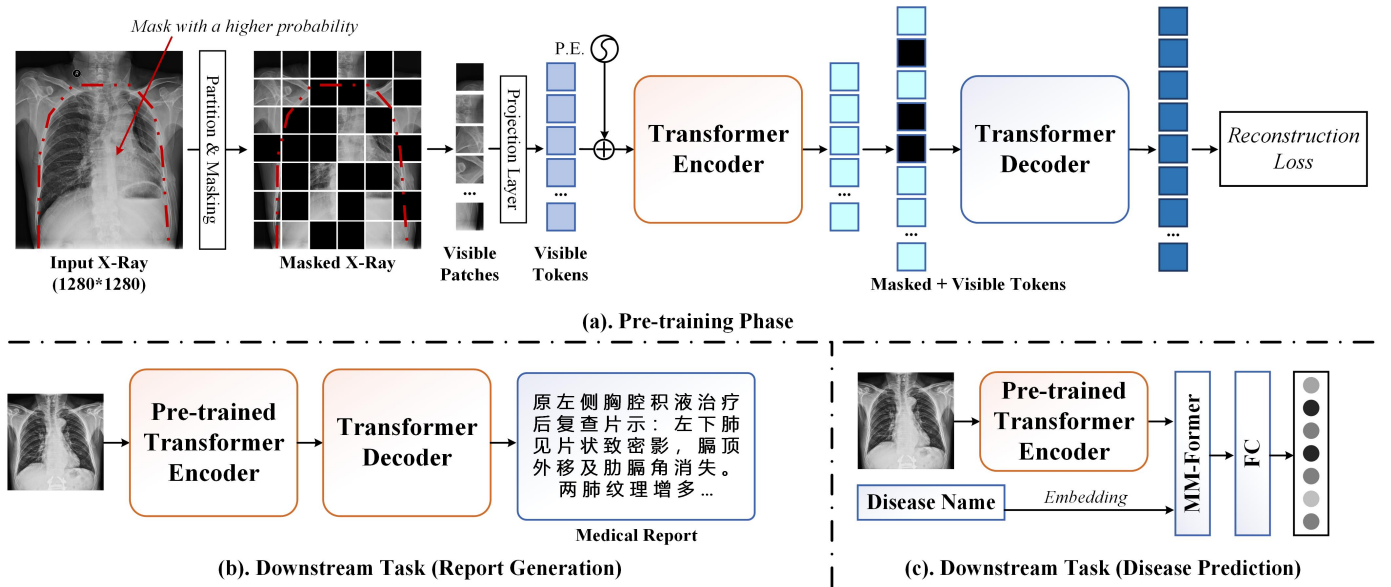 Mask with a higher probability
Input X-Ray
(1280*1280)
Partition & Masking
Masked X-Ray
...
Visible
Patches
Projection Layer
P.E.
...
Visible
Tokens
Transformer
Encoder
...
...
Masked + Visible Tokens
Transformer
Decoder
...
Reconstruction
Loss
(a). Pre-training Phase
Pre-trained
Transformer
Encoder
Transformer
Decoder
原左侧胸腔积液治疗
后复查片示：左下肺
见片状致密影，膈顶
外移及肋膈角消失。
两肺纹理增多...
Medical Report
(b). Downstream Task (Report Generation)
Pre-trained
Transformer
Encoder
Disease Name
Embedding
MM-Former
FC
(c). Downstream Task (Disease Prediction)